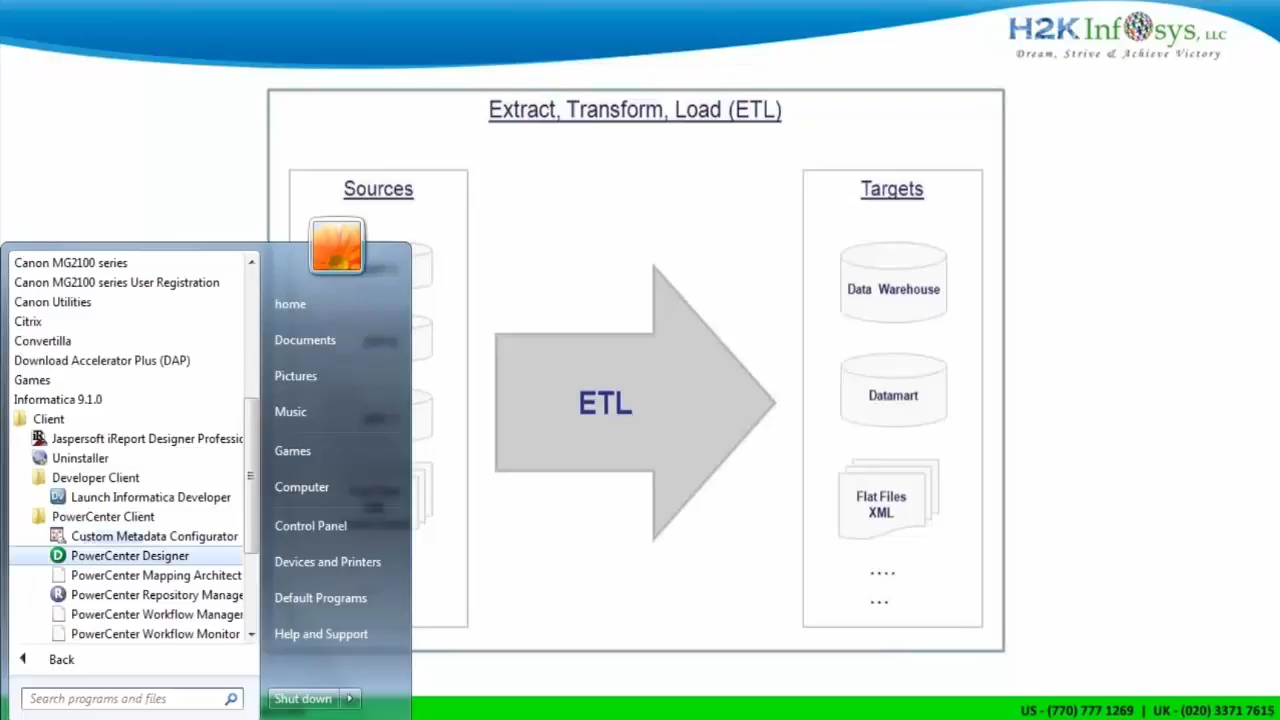 H2K Infosys, LLC
Dream, Strive & Achieve Victory
Extract, Transform, Load (ETL)
Sources
Targets
Data Warehouse
Datamart
Flat Files
XML
....
...
ETL
Canon MG2100 series
Canon MG2100 series User Registration
Canon Utilities
Citrix
Convertilla
Download Accelerator Plus (DAP)
Games
Informatica 9.1.0
Client
Jaspersoft iReport Designer Professic
Uninstaller
Developer Client
Launch Informatica Developer
PowerCenter Client
Custom Metadata Configurator
PowerCenter Designer
PowerCenter Mapping Architect
PowerCenter Repository Manage
PowerCenter Workflow Manager
PowerCenter Workflow Monitor
Back
Search programs and files
home
Documents
Pictures
Music
Games
Computer
Control Panel
Devices and Printers
Default Programs
Help and Support
Shut down
US - (770) 777 1269 | UK - (020) 3371 7615